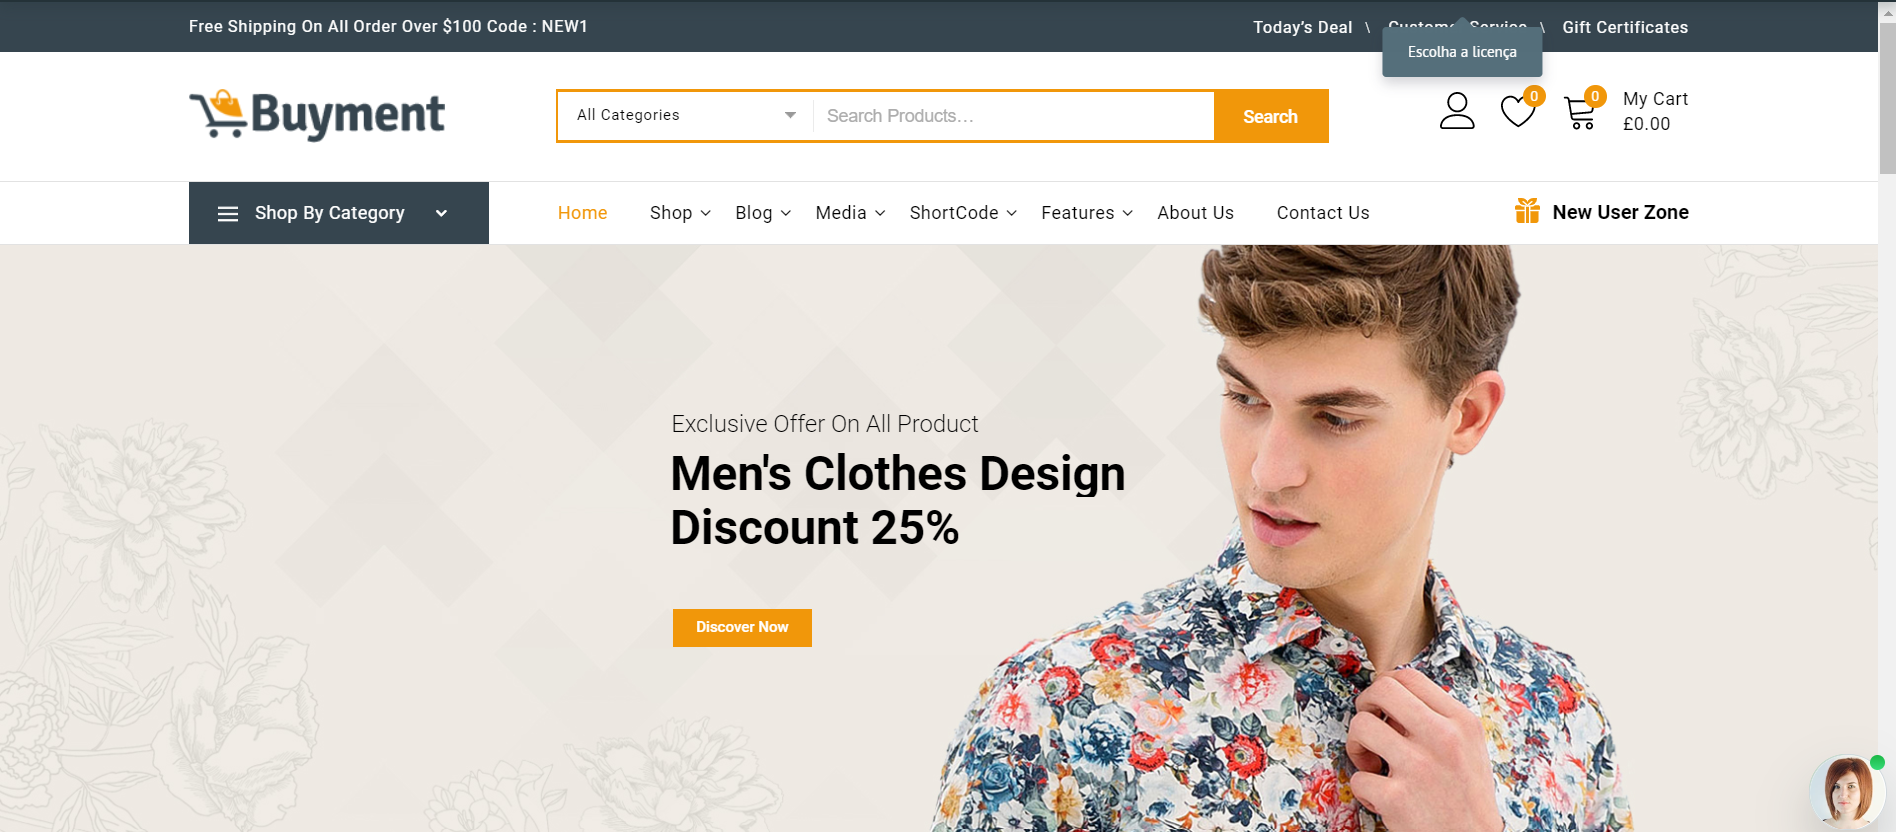 Free Shipping On All Order Over $100 Code : NEW1
Today's Deal \ Customer Service \ Gift Certificates
Escolha a licença
Buyment
All Categories
Search Products...
Search
0
0
My Cart
£0.00
Shop By Category
Home Shop Blog Media ShortCode Features About Us Contact Us
New User Zone
Exclusive Offer On All Product
Men's Clothes Design
Discount 25%
Discover Now